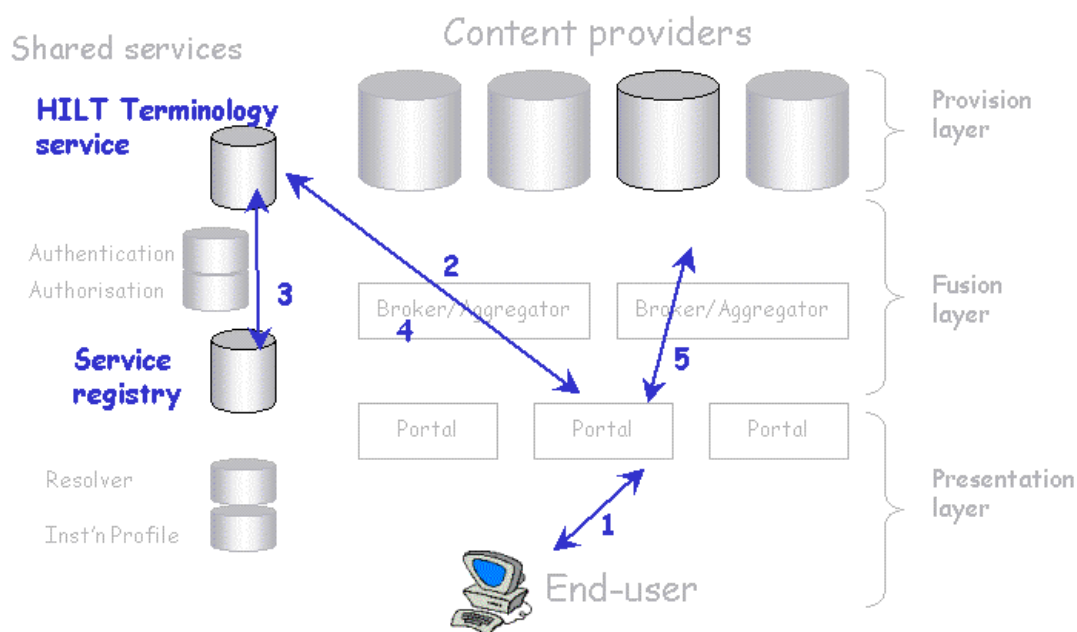 Shared services
Content providers
HILT Terminology
service
Provision
layer
Authentication
Authorisation
2
3
Broker/Aggregator
Broker/Aggregator
4
5
Fusion
layer
Service
registry
Portal
Portal
Portal
Resolver
Inst'n Profile
1
Presentation
layer
End-user